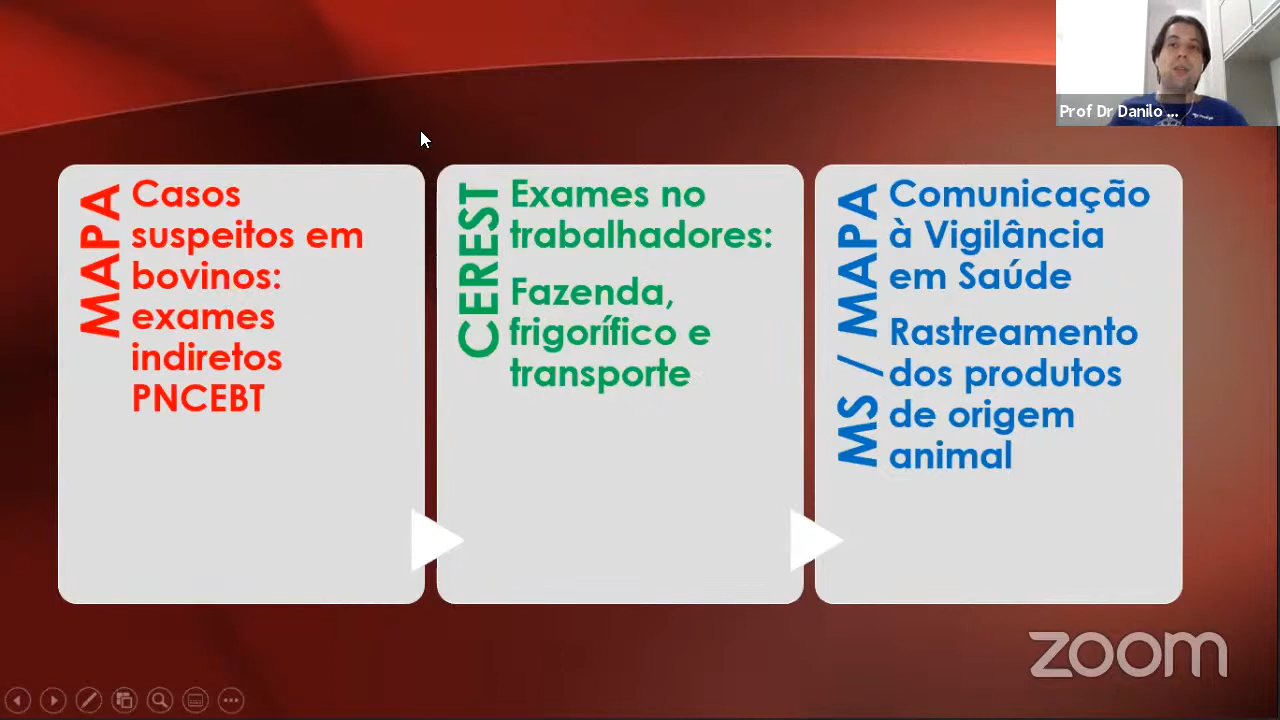 Prof Dr Danilo ...
MAPA
Casos
suspeitos em
bovinos:
exames
indiretos
PNCEBT
CEREST
Exames no
trabalhadores:
Fazenda,
frigorífico e
transporte
MS / MAPA
Comunicação
à Vigilância
em Saúde
Rastreamento
dos produtos
de origem
animal
zoom